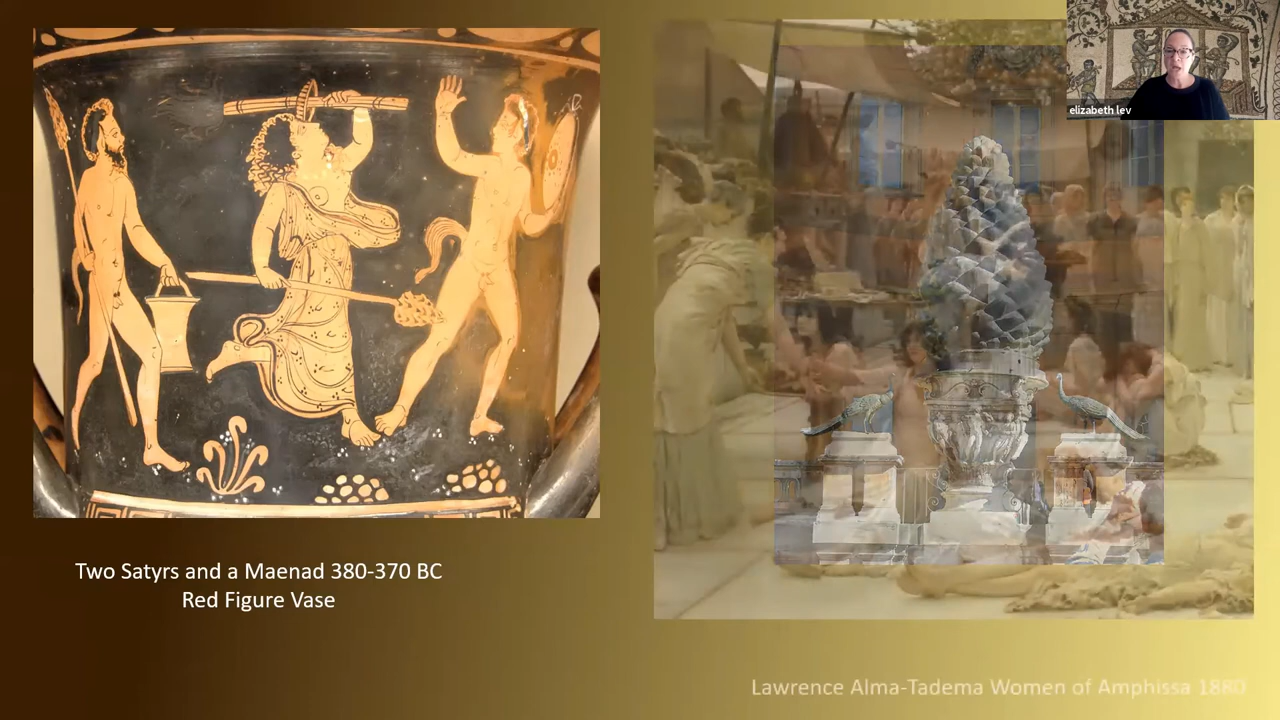 elizabeth lev
Two Satyrs and a Maenad 380-370 BC
Red Figure Vase
Lawrence Alma-Tadema Women of Amphissa 1880